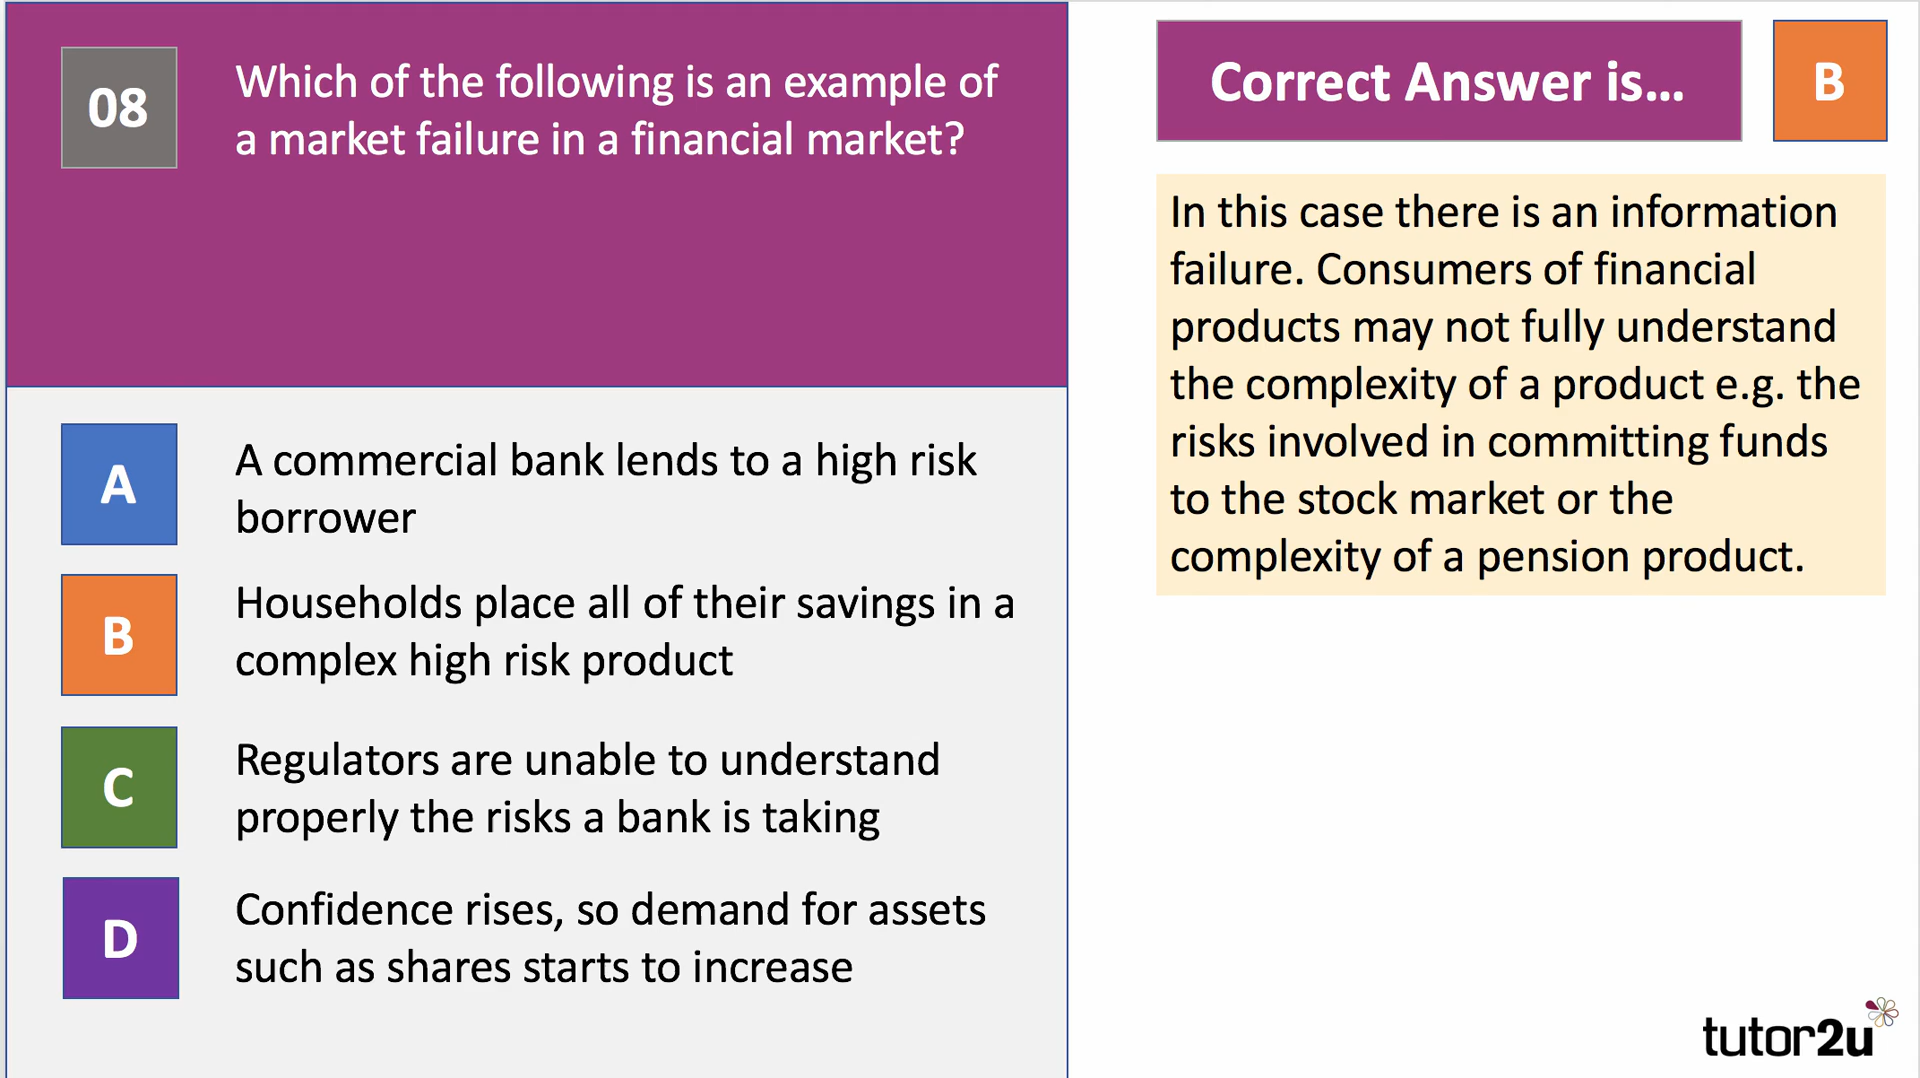 08
Which of the following is an example of
a market failure in a financial market?
A
A commercial bank lends to a high risk
borrower
B
Households place all of their savings in a
complex high risk product
C
Regulators are unable to understand
properly the risks a bank is taking
D
Confidence rises, so demand for assets
such as shares starts to increase
Correct Answer is...
B
In this case there is an information
failure. Consumers of financial
products may not fully understand
the complexity of a product e.g. the
risks involved in committing funds
to the stock market or the
complexity of a pension product.
tutor2u